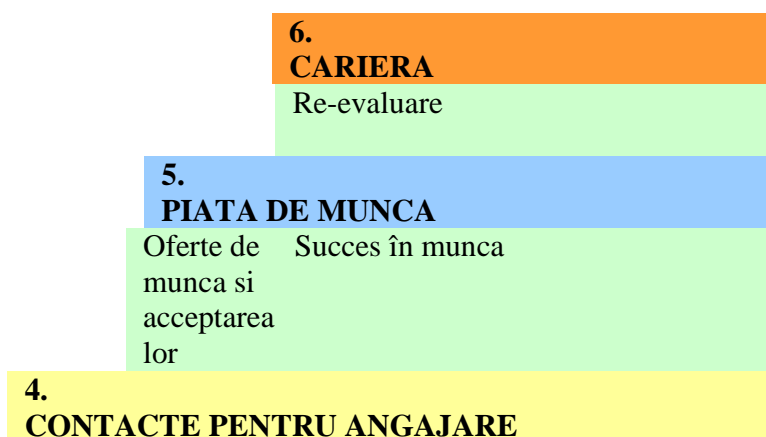 6.
CARIERA
Re-evaluare
5.
PIATA DE MUNCA
Oferte de Succes în munca
munca si
acceptarea
lor
4.
CONTACTE PENTRU ANGAJARE